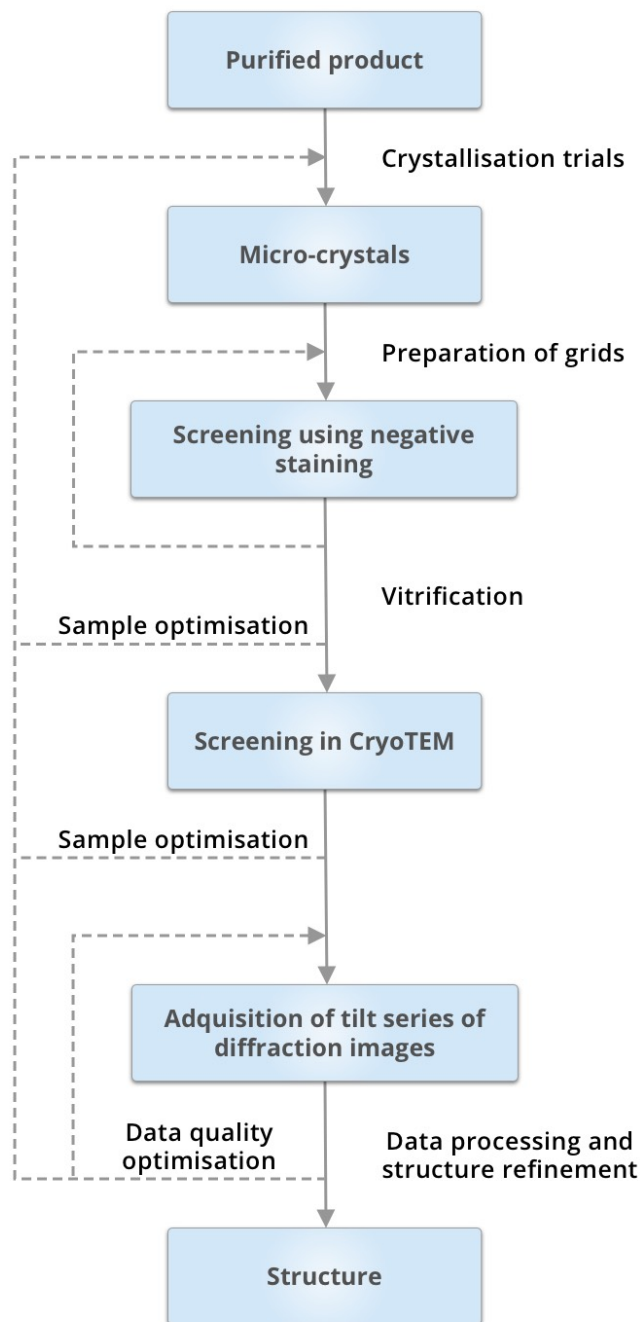 Purified product
Crystallisation trials
Micro-crystals
Preparation of grids
Screening using negative
staining
Vitrification
Sample optimisation
Screening in CryoTEM
Sample optimisation
Adquisition of tilt series of
diffraction images
Data quality
optimisation
Data processing and
structure refinement
Structure